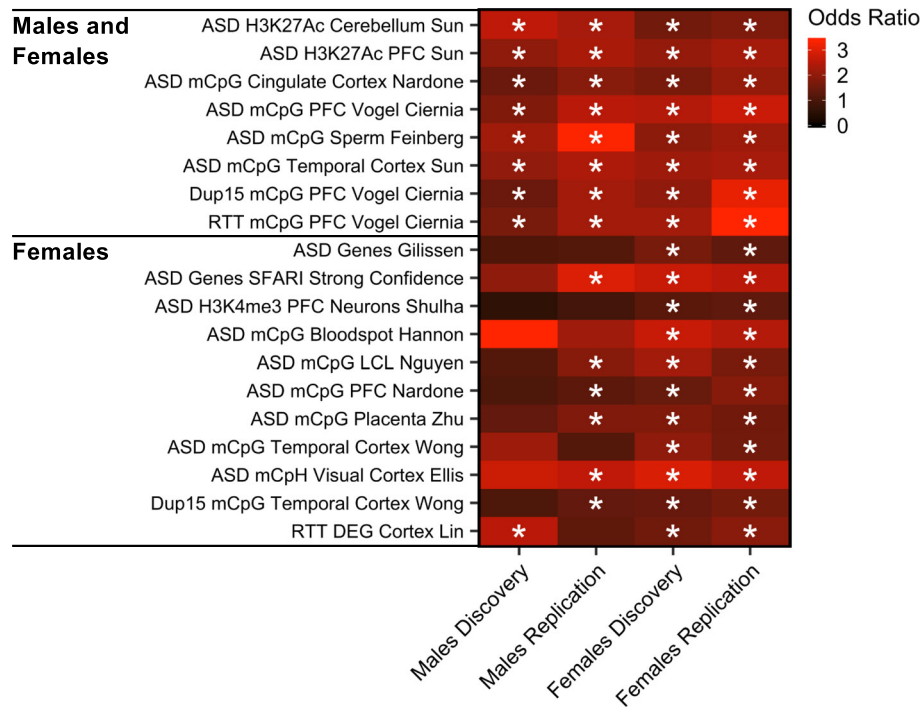 Males and
Females
ASD H3K27Ac Cerebellum Sun
* * * *
ASD H3K27Ac PFC Sun
* * * *
ASD mCpG Cingulate Cortex Nardone
* * * *
ASD mCpG PFC Vogel Ciernia
* * * *
ASD mCpG Sperm Feinberg
* * * *
ASD mCpG Temporal Cortex Sun
* * * *
Dup15 mCpG PFC Vogel Ciernia
* * * *
RTT mCpG PFC Vogel Ciernia
* * * *
Females
ASD Genes Gilissen
* *
ASD Genes SFARI Strong Confidence
* * *
ASD H3K4me3 PFC Neurons Shulha
* *
ASD mCpG Bloodspot Hannon
* *
ASD mCpG LCL Nguyen
* * *
ASD mCpG PFC Nardone
* * *
ASD mCpG Placenta Zhu
* * *
ASD mCpG Temporal Cortex Wong
* *
ASD mCpH Visual Cortex Ellis
* * *
Dup15 mCpG Temporal Cortex Wong
* * *
RTT DEG Cortex Lin
* * *
Males Discovery
Males Replication
Females Discovery
Females Replication
Odds Ratio
3
2
1
0